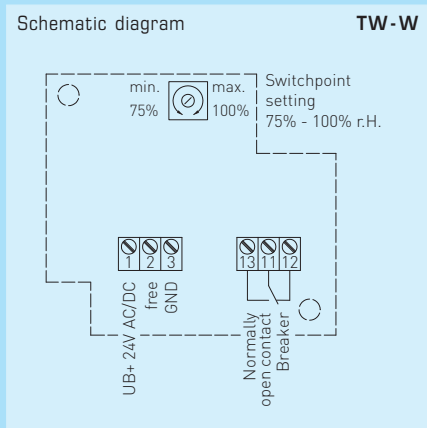 Schematic diagram
TW-W
min.
max.
75%
100%
Switchpoint
setting
75% - 100% r.H.
1
2
3
13
11
12
UB+ 24V AC/DC
free
GND
Normally
open contact
Breaker